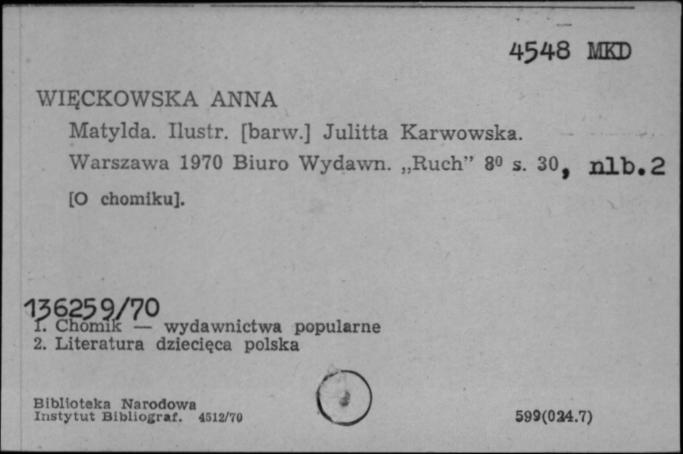 4548 MKD
WIĘCKOWSKA ANNA
Matylda. Ilustr. [barw.] Julitta Karwowska.
Warszawa 1970 Biuro Wydawn. „Ruch” 8⁰ s. 30, nlb.2
[O chomiku].
136259/70
1. Chomik — wydawnictwa popularne
2. Literatura dziecięca polska
Biblioteka Narodowa
Instytut Bibliograf. 4512/70
599(024.7)